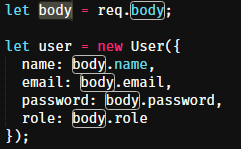 let body = req.body;
let user = new User({
name: body.name,
email: body.email,
password: body.password,
role: body.role
});